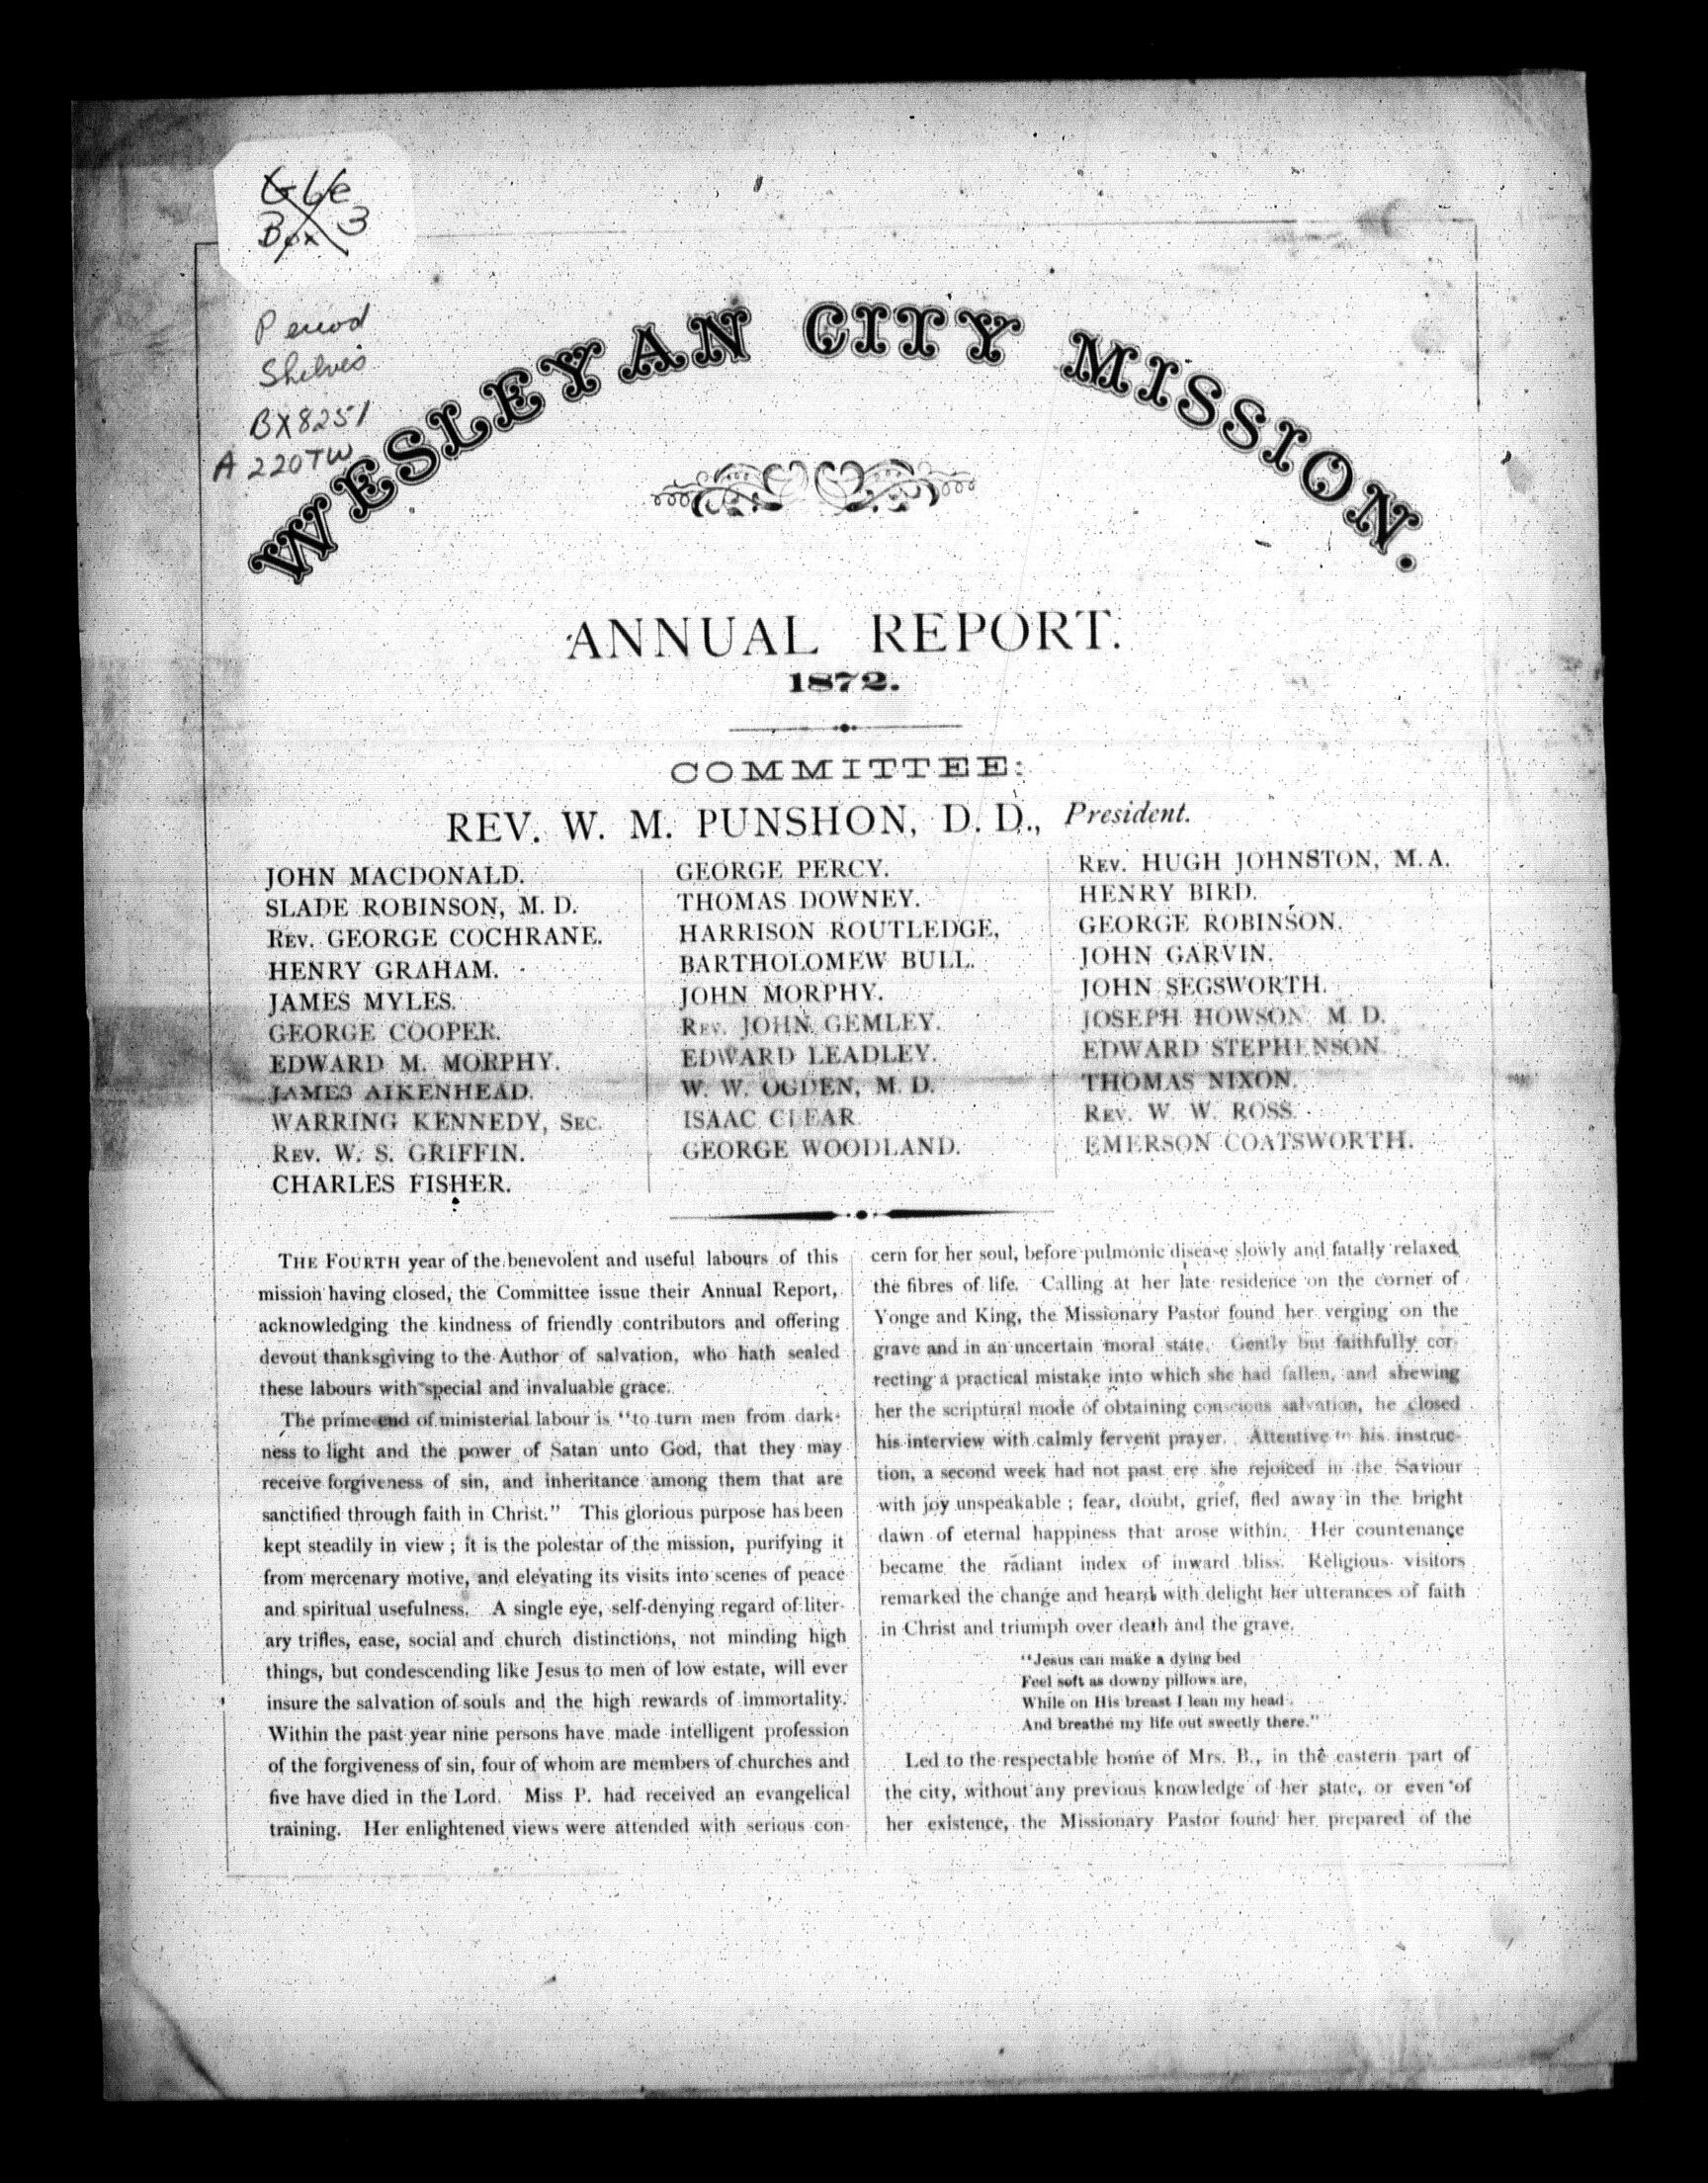 G6e
Box 3
Period
Shelves
BX8251
A220TW
WESLEYAN CITY MISSION.
ANNUAL REPORT.
1872.
COMMITTEE:
REV. W. M. PUNSHON, D. D., President.
JOHN MACDONALD.
SLADE ROBINSON, M. D.
REV. GEORGE COCHRANE.
HENRY GRAHAM.
JAMES MYLES.
GEORGE COOPER.
EDWARD M. MORPHY.
JAMES AIKENHEAD.
WARRING KENNEDY, SEC.
REV. W. S. GRIFFIN.
CHARLES FISHER.
GEORGE PERCY.
THOMAS DOWNEY.
HARRISON ROUTLEDGE,
BARTHOLOMEW BULL.
JOHN MORPHY.
REV. JOHN GEMLEY.
EDWARD LEADLEY.
W. W. OGDEN, M. D.
ISAAC CLEAR.
GEORGE WOODLAND.
REV. HUGH JOHNSTON, M. A.
HENRY BIRD.
GEORGE ROBINSON.
JOHN GARVIN.
JOHN SEGSWORTH.
JOSEPH HOWSON, M. D.
EDWARD STEPHENSON.
THOMAS NIXON.
REV. W. W. ROSS.
EMERSON COATSWORTH.
THE FOURTH year of the benevolent and useful labours of this
mission having closed, the Committee issue their Annual Report,
acknowledging the kindness of friendly contributors and offering
devout thanksgiving to the Author of salvation, who hath sealed
these labours with special and invaluable grace.
The prime end of ministerial labour is "to turn men from dark-
ness to light and the power of Satan unto God, that they may
receive forgiveness of sin, and inheritance among them that are
sanctified through faith in Christ." This glorious purpose has been
kept steadily in view; it is the polestar of the mission, purifying it
from mercenary motive, and elevating its visits into scenes of peace
and spiritual usefulness. A single eye, self-denying regard of liter-
ary trifles, ease, social and church distinctions, not minding high
things, but condescending like Jesus to men of low estate, will ever
insure the salvation of souls and the high rewards of immortality.
Within the past year nine persons have made intelligent profession
of the forgiveness of sin, four of whom are members of churches and
five have died in the Lord. Miss P. had received an evangelical
training. Her enlightened views were attended with serious con-
cern for her soul, before pulmonic disease slowly and fatally relaxed
the fibres of life. Calling at her late residence on the corner of
Yonge and King, the Missionary Pastor found her verging on the
grave and in an uncertain moral state. Gently but faithfully cor-
recting a practical mistake into which she had fallen, and shewing
her the scriptural mode of obtaining conscious salvation, he closed
his interview with calmly fervent prayer. Attentive to his instruc-
tion, a second week had not past ere she rejoiced in the Saviour
with joy unspeakable; fear, doubt, grief, fled away in the bright
dawn of eternal happiness that arose within. Her countenance
became the radiant index of inward bliss. Religious visitors
remarked the change and heard with delight her utterances of faith
in Christ and triumph over death and the grave.
"Jesus can make a dying bed
Feel soft as downy pillows are,
While on His breast I lean my head
And breathe my life out sweetly there."
Led to the respectable home of Mrs. B., in the eastern part of
the city, without any previous knowledge of her state, or even of
her existence, the Missionary Pastor found her prepared of the